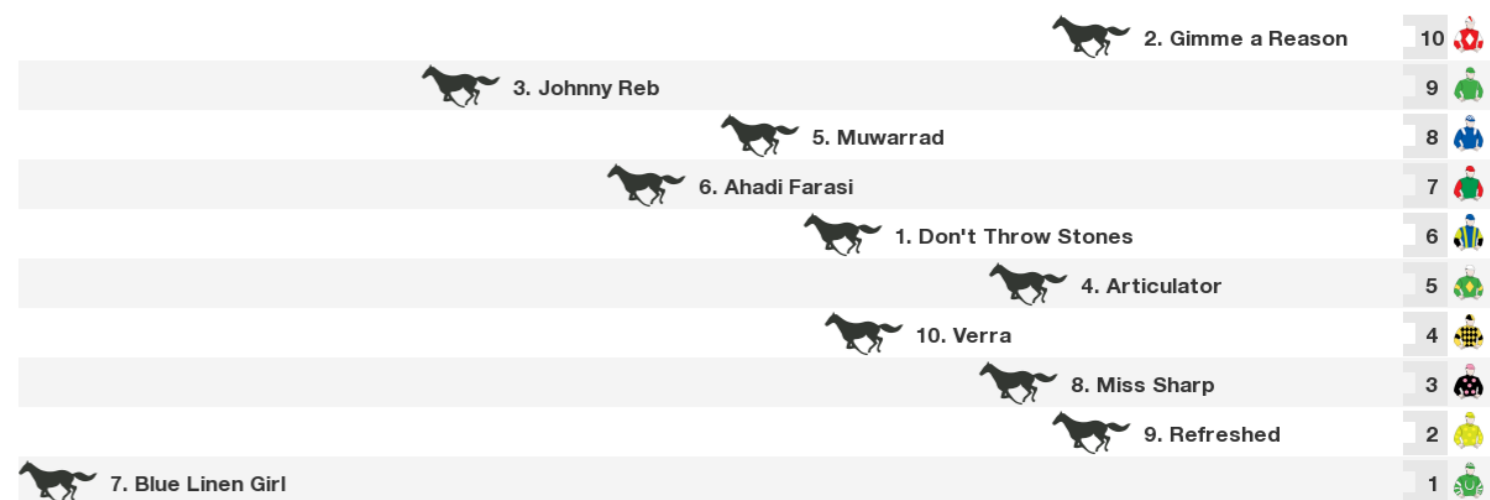 2. Gimme a Reason 10
3. Johnny Reb 9
5. Muwarrad 8
6. Ahadi Farasi 7
1. Don't Throw Stones 6
4. Articulator 5
10. Verra 4
8. Miss Sharp 3
9. Refreshed 2
7. Blue Linen Girl 1